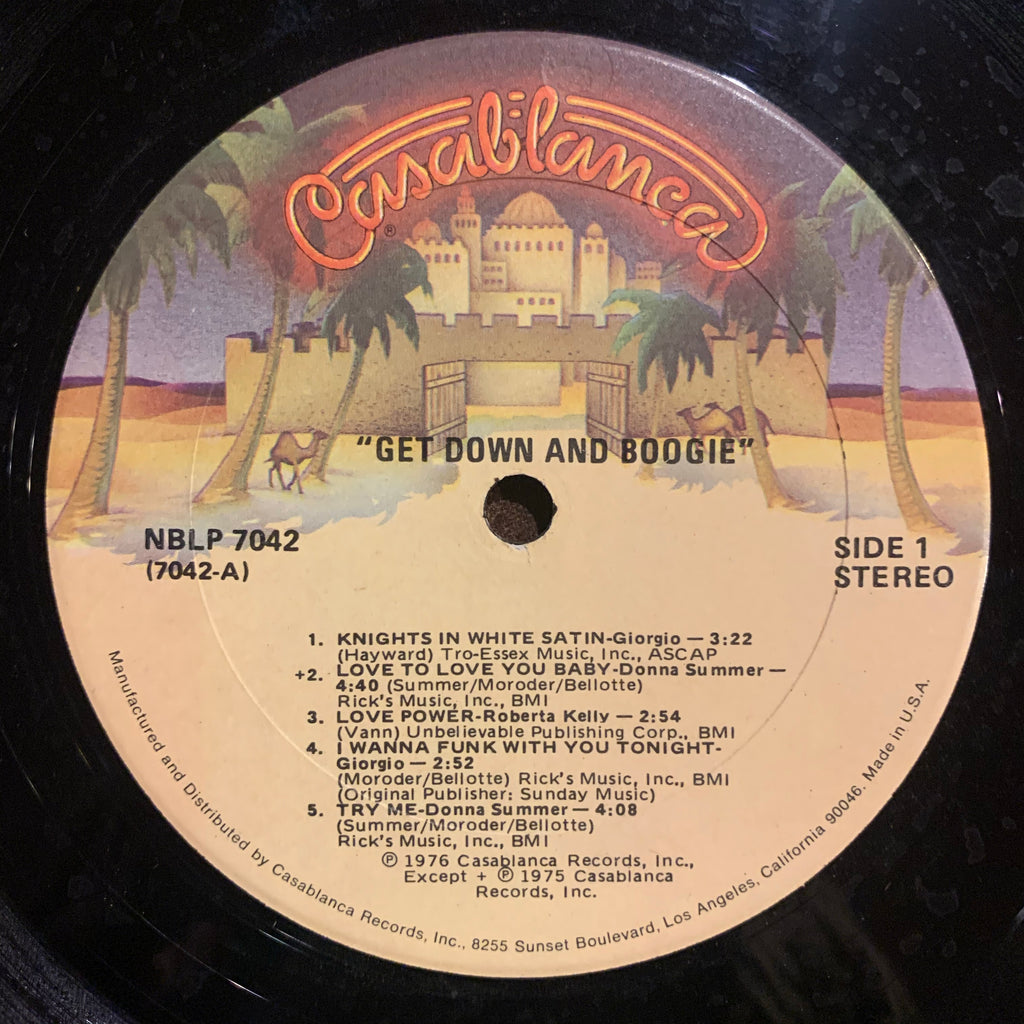 Casablanca
®
"GET DOWN AND BOOGIE"
NBLP 7042
(7042-A)
SIDE 1
STEREO
1. KNIGHTS IN WHITE SATIN-Giorgio — 3:22
(Hayward) Tro-Essex Music, Inc., ASCAP
+2. LOVE TO LOVE YOU BABY-Donna Summer —
4:40 (Summer/Moroder/Bellotte)
Rick's Music, Inc., BMI
3. LOVE POWER-Roberta Kelly — 2:54
(Vann) Unbelievable Publishing Corp., BMI
4. I WANNA FUNK WITH YOU TONIGHT-
Giorgio — 2:52
(Moroder/Bellotte) Rick's Music, Inc., BMI
(Original Publisher: Sunday Music)
5. TRY ME-Donna Summer — 4:08
(Summer/Moroder/Bellotte)
Rick's Music, Inc., BMI
℗ 1976 Casablanca Records, Inc.,
Except + ℗ 1975 Casablanca
Records, Inc.
Manufactured and Distributed by Casablanca Records, Inc., 8255 Sunset Boulevard, Los Angeles, California 90046. Made in U.S.A.